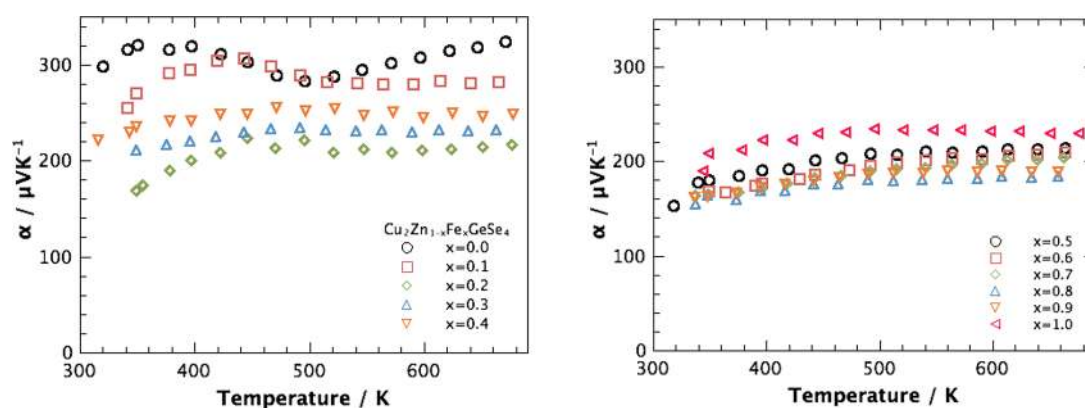 300
200
100
0
α / μVK⁻¹
Cu₂Zn₁₋ₓFeₓGeSe₄
x=0.0
x=0.1
x=0.2
x=0.3
x=0.4
300 400 500 600
Temperature / K
300
200
100
0
α / μVK⁻¹
x=0.5
x=0.6
x=0.7
x=0.8
x=0.9
x=1.0
300 400 500 600
Temperature / K